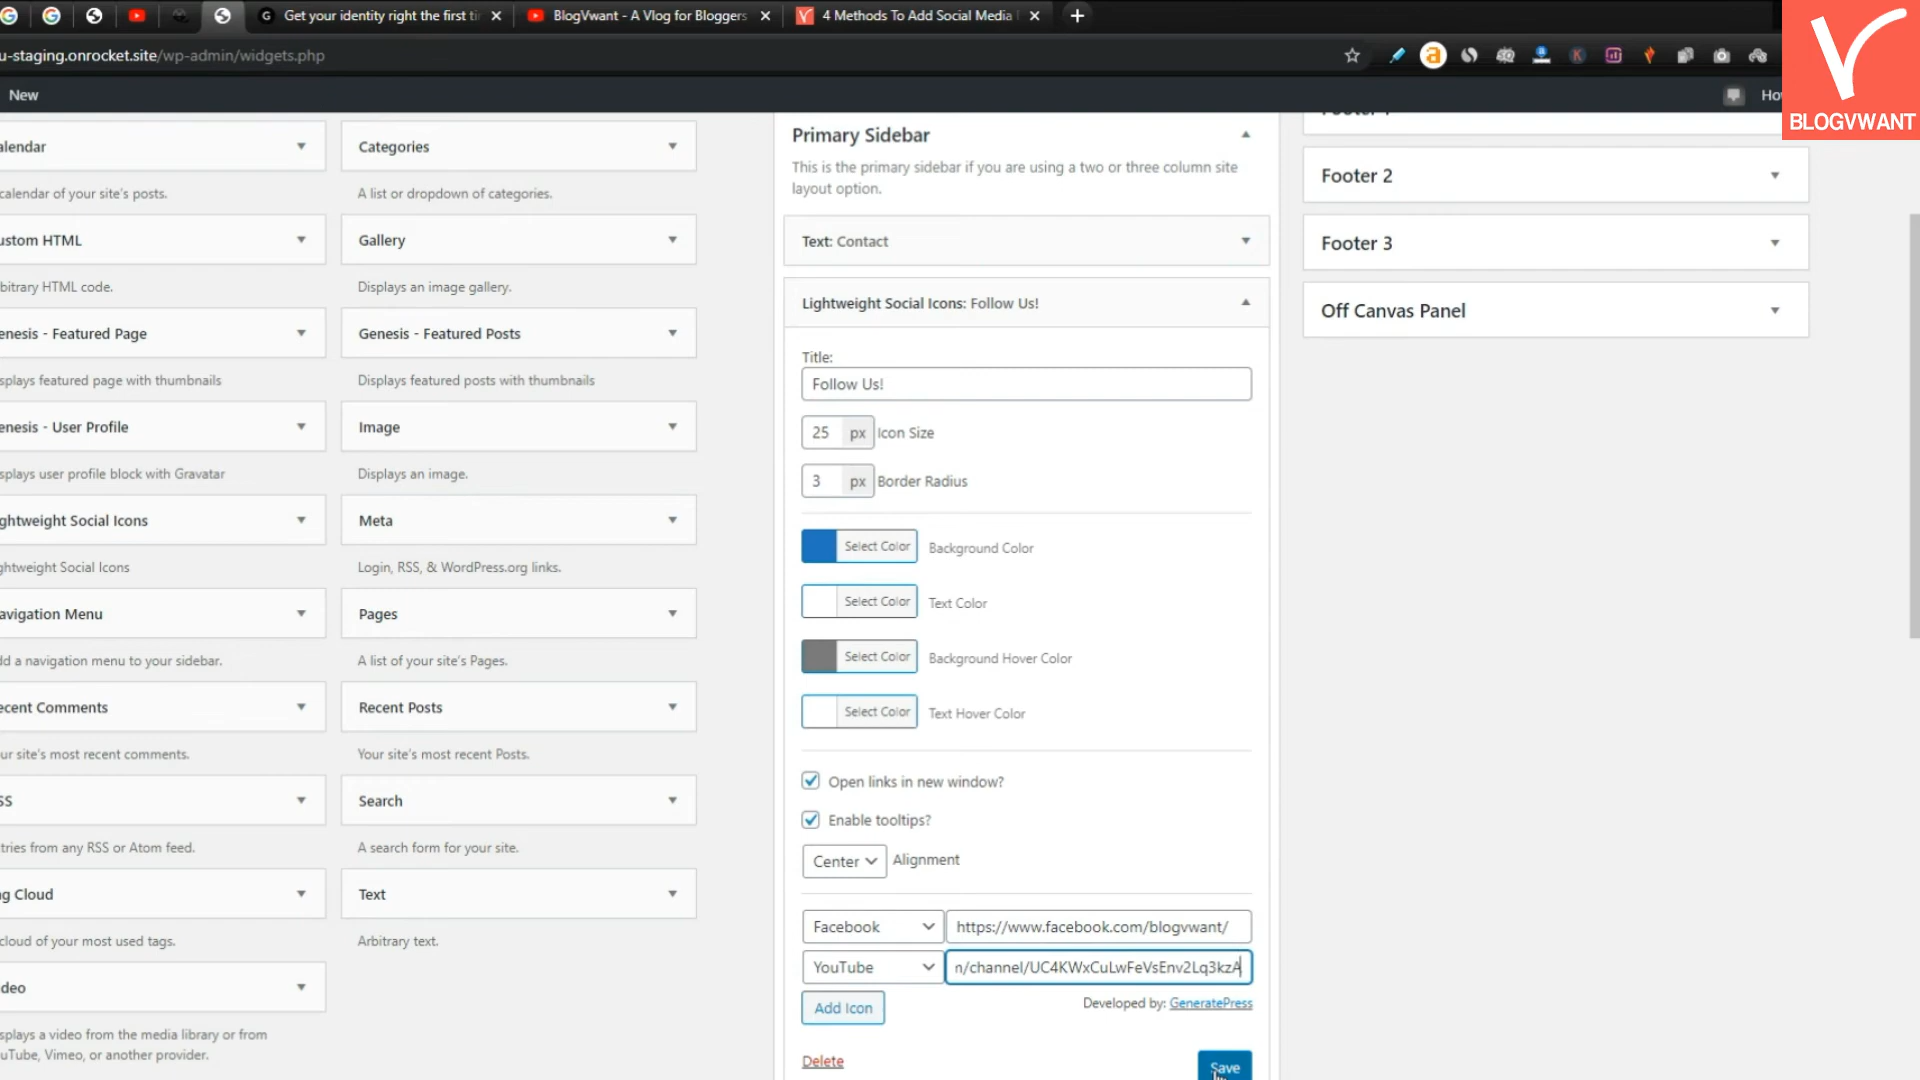 Get your identity right the first ti
BlogVwant - A Vlog for Bloggers
4 Methods To Add Social Media
u-staging.onrocket.site/wp-admin/widgets.php
New
How
BLOGVWANT
alendar
calendar of your site's posts.
ustom HTML
bitrary HTML code.
enesis - Featured Page
splays featured page with thumbnails
enesis - User Profile
splays user profile block with Gravatar
ghtweight Social Icons
ghtweight Social Icons
avigation Menu
dd a navigation menu to your sidebar.
ecent Comments
ur site's most recent comments.
SS
tries from any RSS or Atom feed.
ag Cloud
cloud of your most used tags.
deo
splays a video from the media library or from
uTube, Vimeo, or another provider.
Categories
A list or dropdown of categories.
Gallery
Displays an image gallery.
Genesis - Featured Posts
Displays featured posts with thumbnails
Image
Displays an image.
Meta
Login, RSS, & WordPress.org links.
Pages
A list of your site's Pages.
Recent Posts
Your site's most recent Posts.
Search
A search form for your site.
Text
Arbitrary text.
Primary Sidebar
This is the primary sidebar if you are using a two or three column site
layout option.
Text: Contact
Lightweight Social Icons: Follow Us!
Title:
Follow Us!
25 px Icon Size
3 px Border Radius
Select Color Background Color
Select Color Text Color
Select Color Background Hover Color
Select Color Text Hover Color
Open links in new window?
Enable tooltips?
Center Alignment
Facebook https://www.facebook.com/blogvwant/
YouTube n/channel/UC4KWxCuLwFeVsEnv2Lq3kzA
Add Icon
Developed by: GeneratePress
Delete
Save
Footer 2
Footer 3
Off Canvas Panel